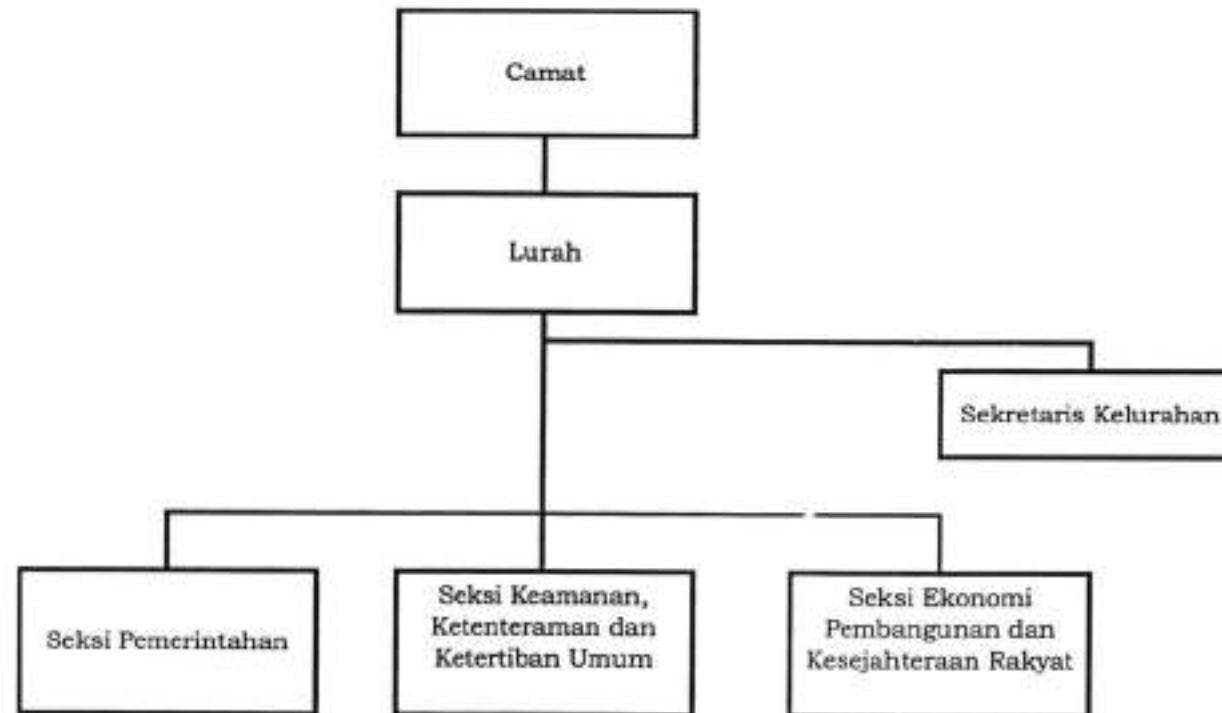 Camat
Lurah
Sekretaris Kelurahan
Seksi Pemerintahan
Seksi Keamanan,
Ketenteraman dan
Ketertiban Umum
Seksi Ekonomi
Pembangunan dan
Kesejahteraan Rakyat